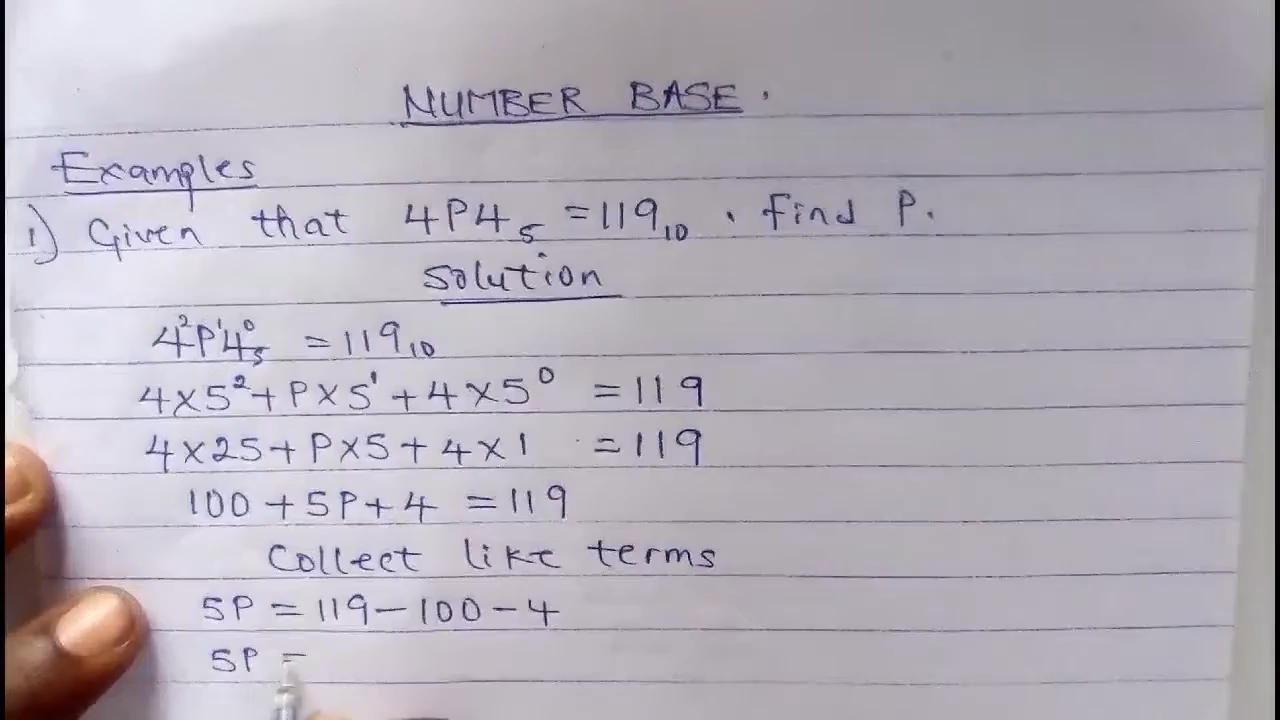 NUMBER BASE.
Examples
1) Given that 4P4₅ = 119₁₀. Find P.
Solution
4²P¹4⁰₅ = 119₁₀
4×5²+P×5¹+4×5⁰ = 119
4×25+P×5+4×1 = 119
100+5P+4 = 119
Collect like terms
5P = 119-100-4
5P =